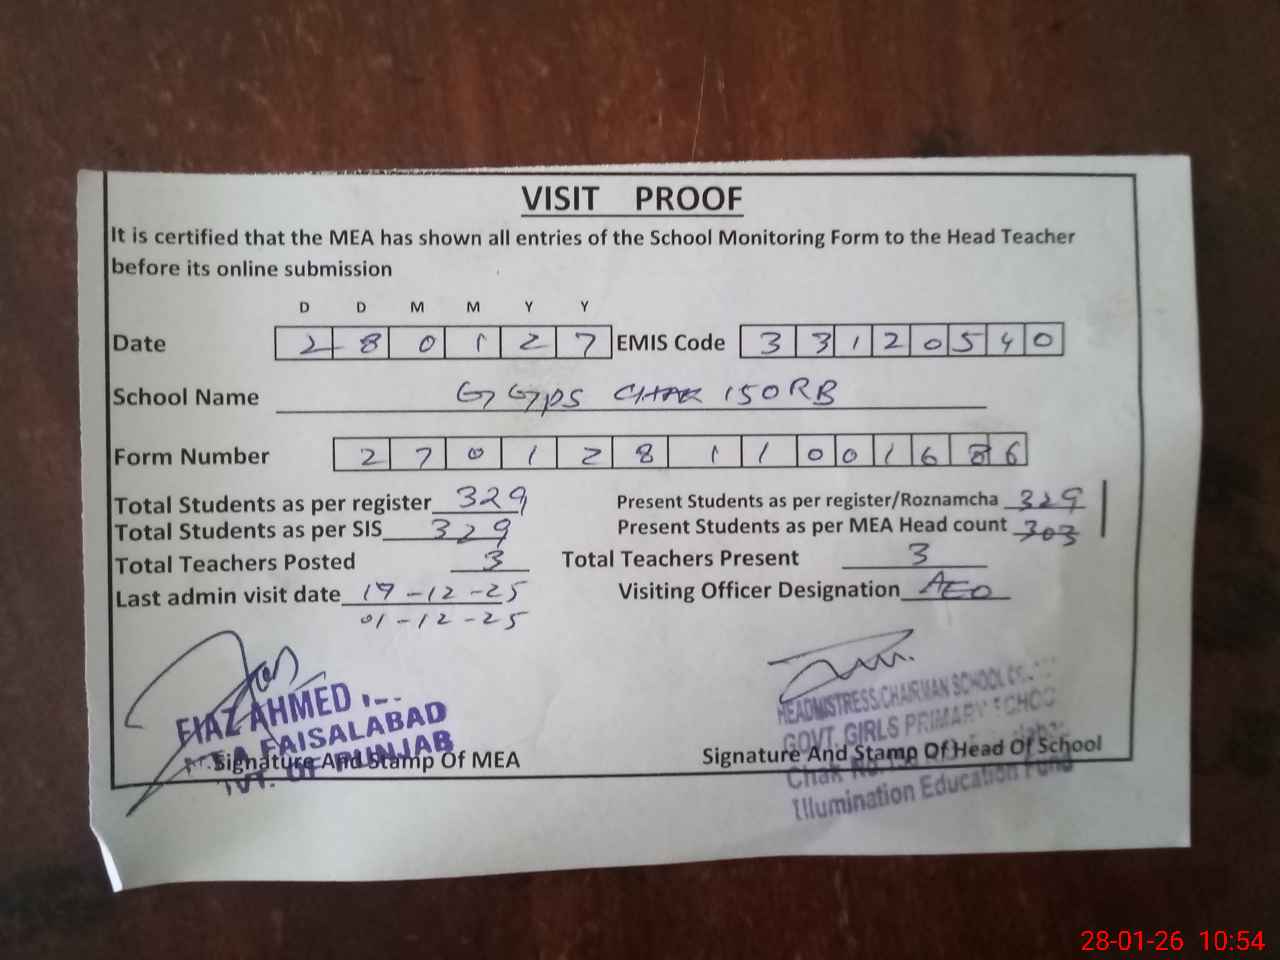 VISIT PROOF
It is certified that the MEA has shown all entries of the School Monitoring Form to the Head Teacher
before its online submission
D D M M Y Y
Date 2 8 0 1 2 7 EMIS Code 3 3 1 2 0 5 4 0
School Name GGPS CHAK 150RB
Form Number 2 7 0 1 2 8 1 1 0 0 1 6 8 6
Total Students as per register 329 Present Students as per register/Roznamcha 329
Total Students as per SIS 329 Present Students as per MEA Head count 303
Total Teachers Posted 3 Total Teachers Present 3
Last admin visit date 19-12-25 Visiting Officer Designation AEO
01-12-25
FIAZ AHMED
FAISALABAD
OF PUNJAB
Signature And Stamp Of MEA
HEADMISTRESS/CHAIRMAN SCHOOL
GOVT. GIRLS PRIMARY SCHOO
Signature And Stamp Of Head Of School
Chak
Illumination Education Fund
28-01-26 10:54